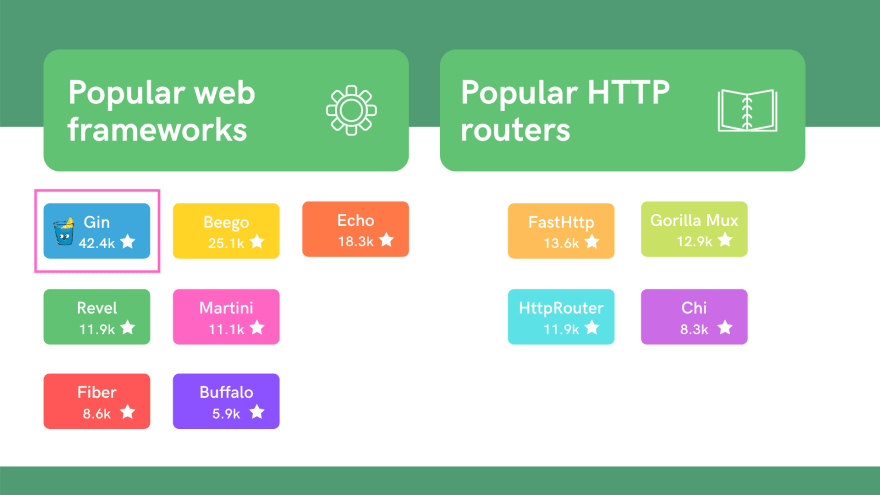 Popular web
frameworks
Popular HTTP
routers
Gin
42.4k
Beego
25.1k
Echo
18.3k
Revel
11.9k
Martini
11.1k
Fiber
8.6k
Buffalo
5.9k
FastHttp
13.6k
Gorilla Mux
12.9k
HttpRouter
11.9k
Chi
8.3k